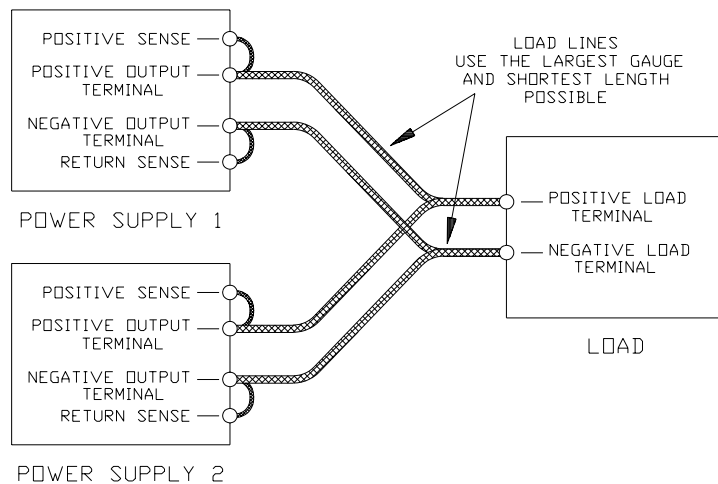 POSITIVE SENSE
POSITIVE OUTPUT
TERMINAL
NEGATIVE OUTPUT
TERMINAL
RETURN SENSE
POWER SUPPLY 1
LOAD LINES
USE THE LARGEST GAUGE
AND SHORTEST LENGTH
POSSIBLE
POSITIVE LOAD
TERMINAL
NEGATIVE LOAD
TERMINAL
LOAD
POSITIVE SENSE
POSITIVE OUTPUT
TERMINAL
NEGATIVE OUTPUT
TERMINAL
RETURN SENSE
POWER SUPPLY 2